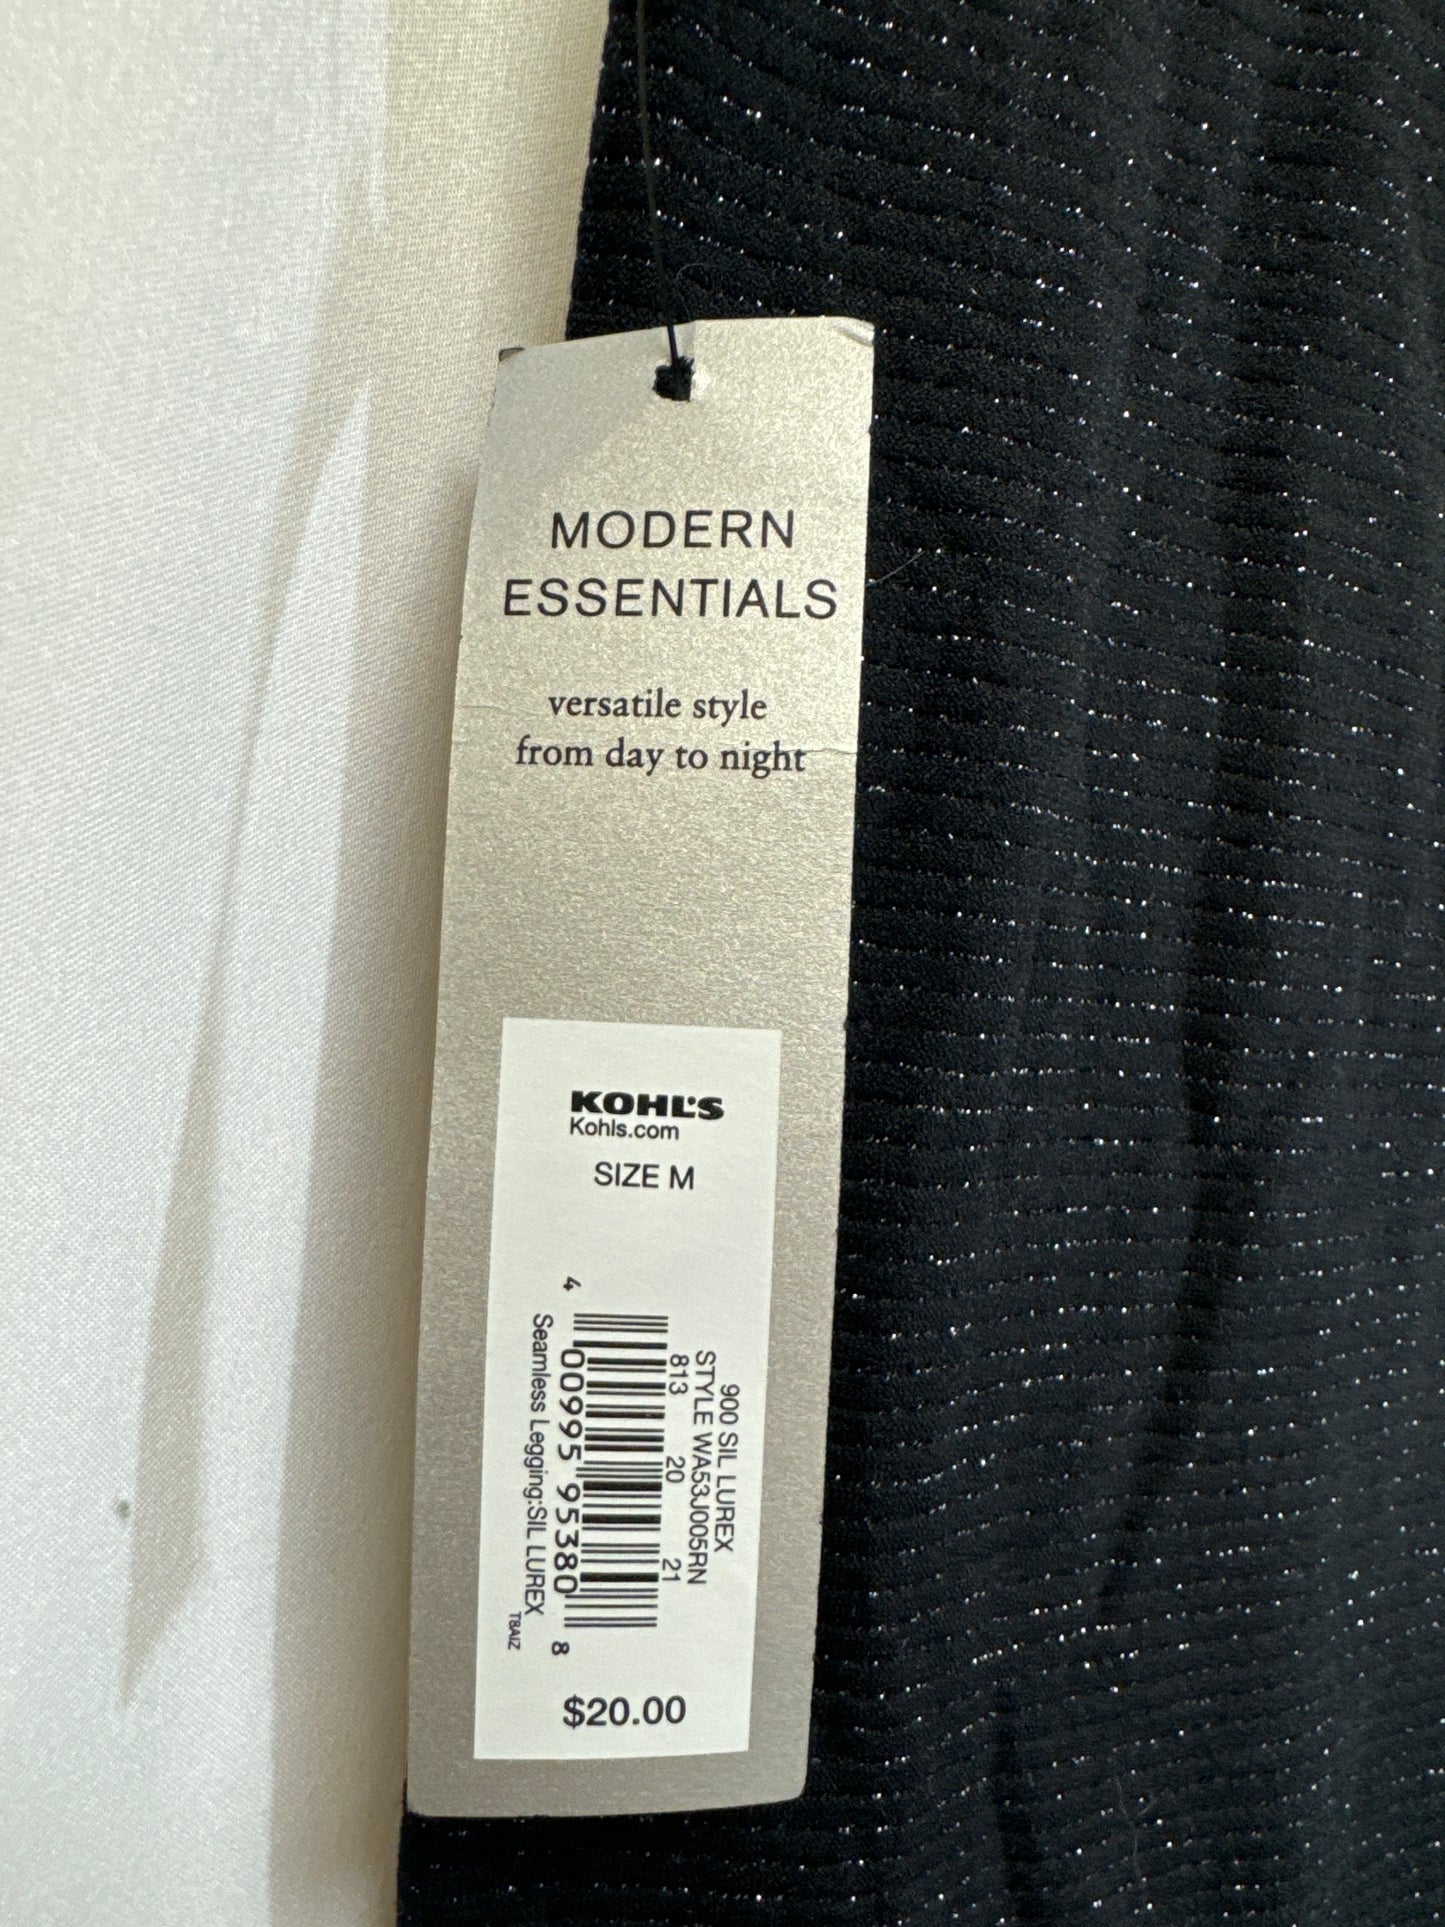 MODERN
ESSENTIALS
versatile style
from day to night
KOHL'S
Kohls.com
SIZE M
900 SIL LUREX
STYLE WA53J005RN
813 20 21
4 00995 95380 8
Seamless Legging:SIL LUREX
T8AIZ
$20.00